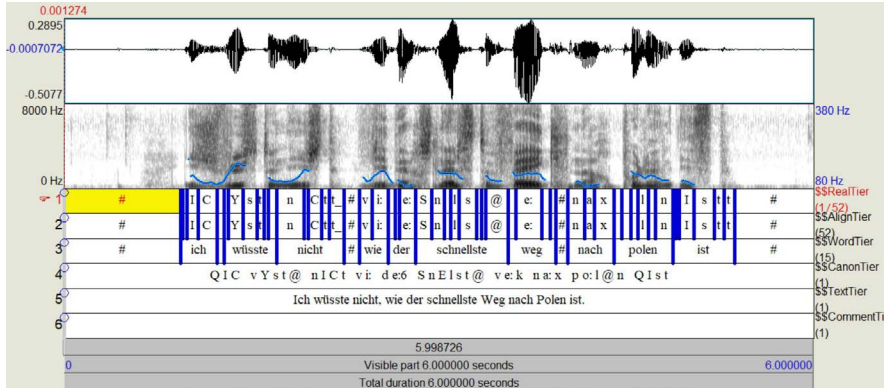 0.001274
0.2895
-0.0007072
-0.5077
8000 Hz
380 Hz
0 Hz
80 Hz
1 # I C Y s t n C t t_ # v i: e: S n l s @ e: # n a x l n I s t t # $$RealTier (1/52)
2 # I C Y s t n C t t_ # v i: e: S n l s @ e: # n a x l n I s t t # $$AlignTier (52)
3 # ich wüsste nicht # wie der schnellste weg # nach polen ist # $$WordTier (15)
4 QIC vYst@ nICt vi: de:6 SnElst@ ve:k na:x po:l@n QIst $$CanonTier (1)
5 Ich wüsste nicht, wie der schnellste Weg nach Polen ist. $$TextTier (1)
6 $$CommentTi (1)
5.998726
0 Visible part 6.000000 seconds 6.000000
Total duration 6.000000 seconds